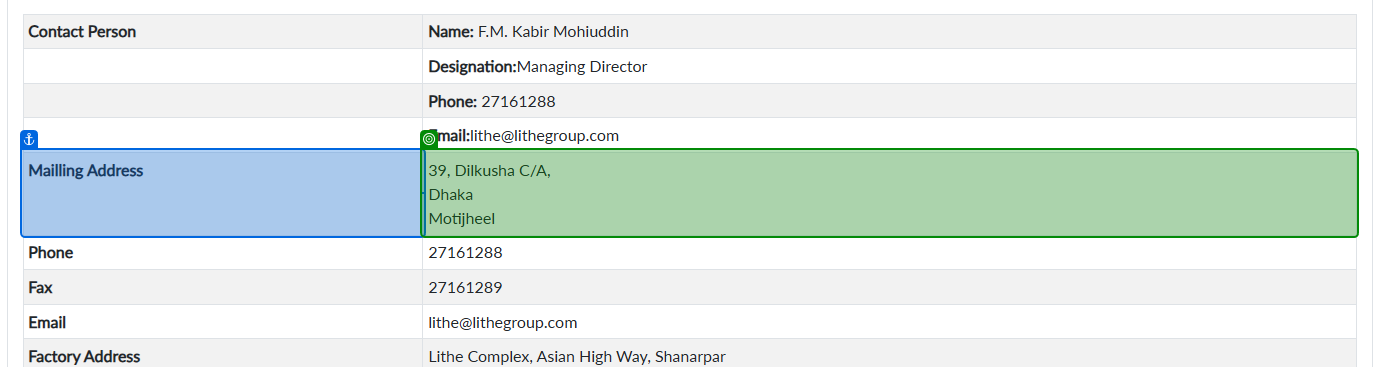 Contact Person Name: F.M. Kabir Mohiuddin
Designation:Managing Director
Phone: 27161288
mail:lithe@lithegroup.com
Mailling Address 39, Dilkusha C/A,
Dhaka
Motijheel
Phone 27161288
Fax 27161289
Email lithe@lithegroup.com
Factory Address Lithe Complex, Asian High Way, Shanarpar